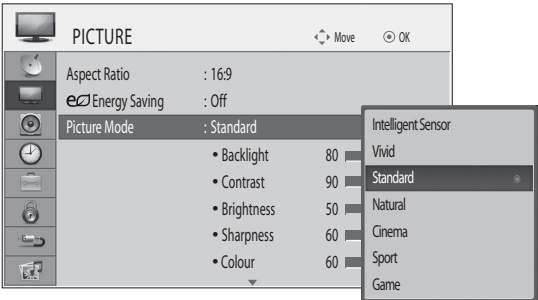 PICTURE
Move
OK
Aspect Ratio : 16:9
Energy Saving : Off
Picture Mode : Standard
• Backlight 80
• Contrast 90
• Brightness 50
• Sharpness 60
• Colour 60
Intelligent Sensor
Vivid
Standard
Natural
Cinema
Sport
Game